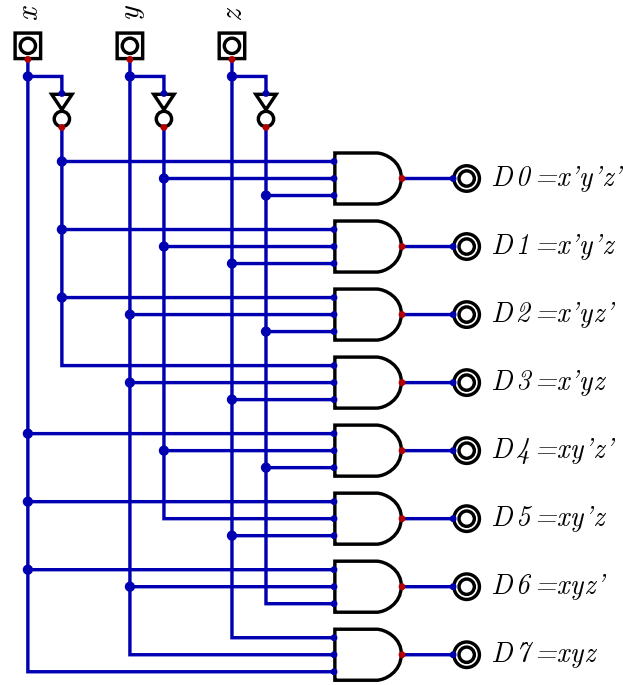 x y z
D0=x'y'z'
D1=x'y'z
D2=x'yz'
D3=x'yz
D4=xy'z'
D5=xy'z
D6=xyz'
D7=xyz